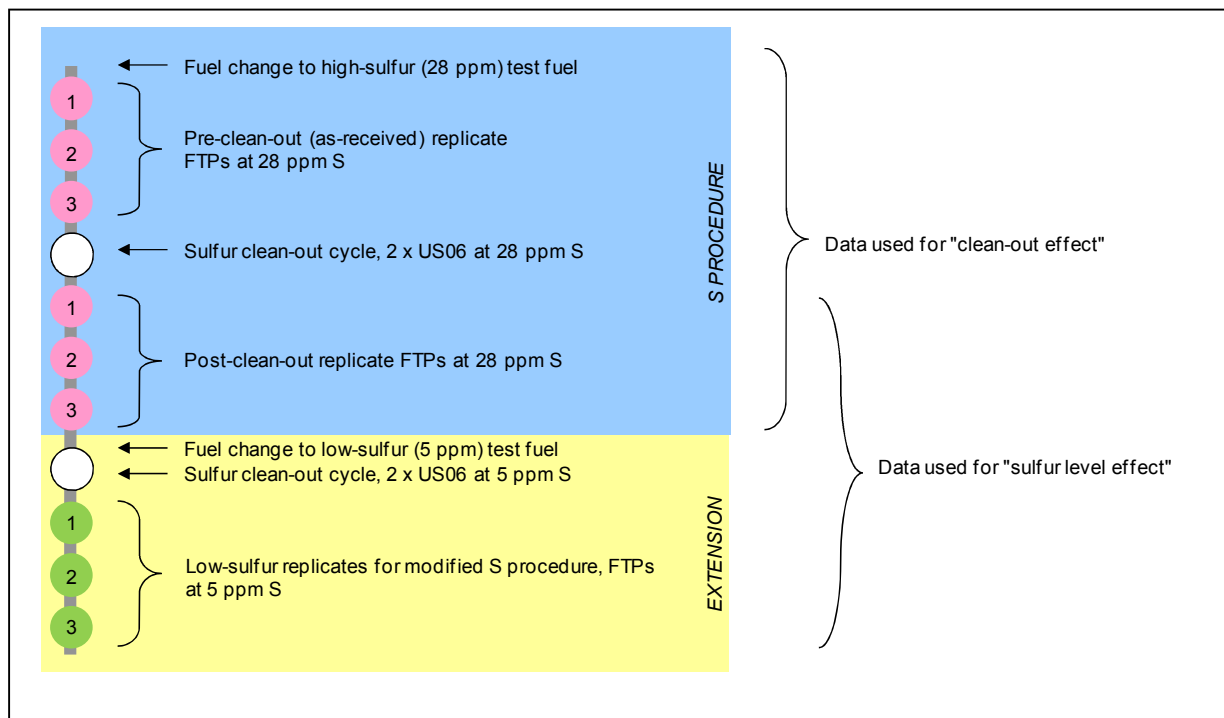 Fuel change to high-sulfur (28 ppm) test fuel
1
2
3
Pre-clean-out (as-received) replicate
FTPs at 28 ppm S
Sulfur clean-out cycle, 2 x US06 at 28 ppm S
1
2
3
Post-clean-out replicate FTPs at 28 ppm S
S PROCEDURE
Data used for "clean-out effect"
Fuel change to low-sulfur (5 ppm) test fuel
Sulfur clean-out cycle, 2 x US06 at 5 ppm S
1
2
3
Low-sulfur replicates for modified S procedure, FTPs
at 5 ppm S
EXTENSION
Data used for "sulfur level effect"